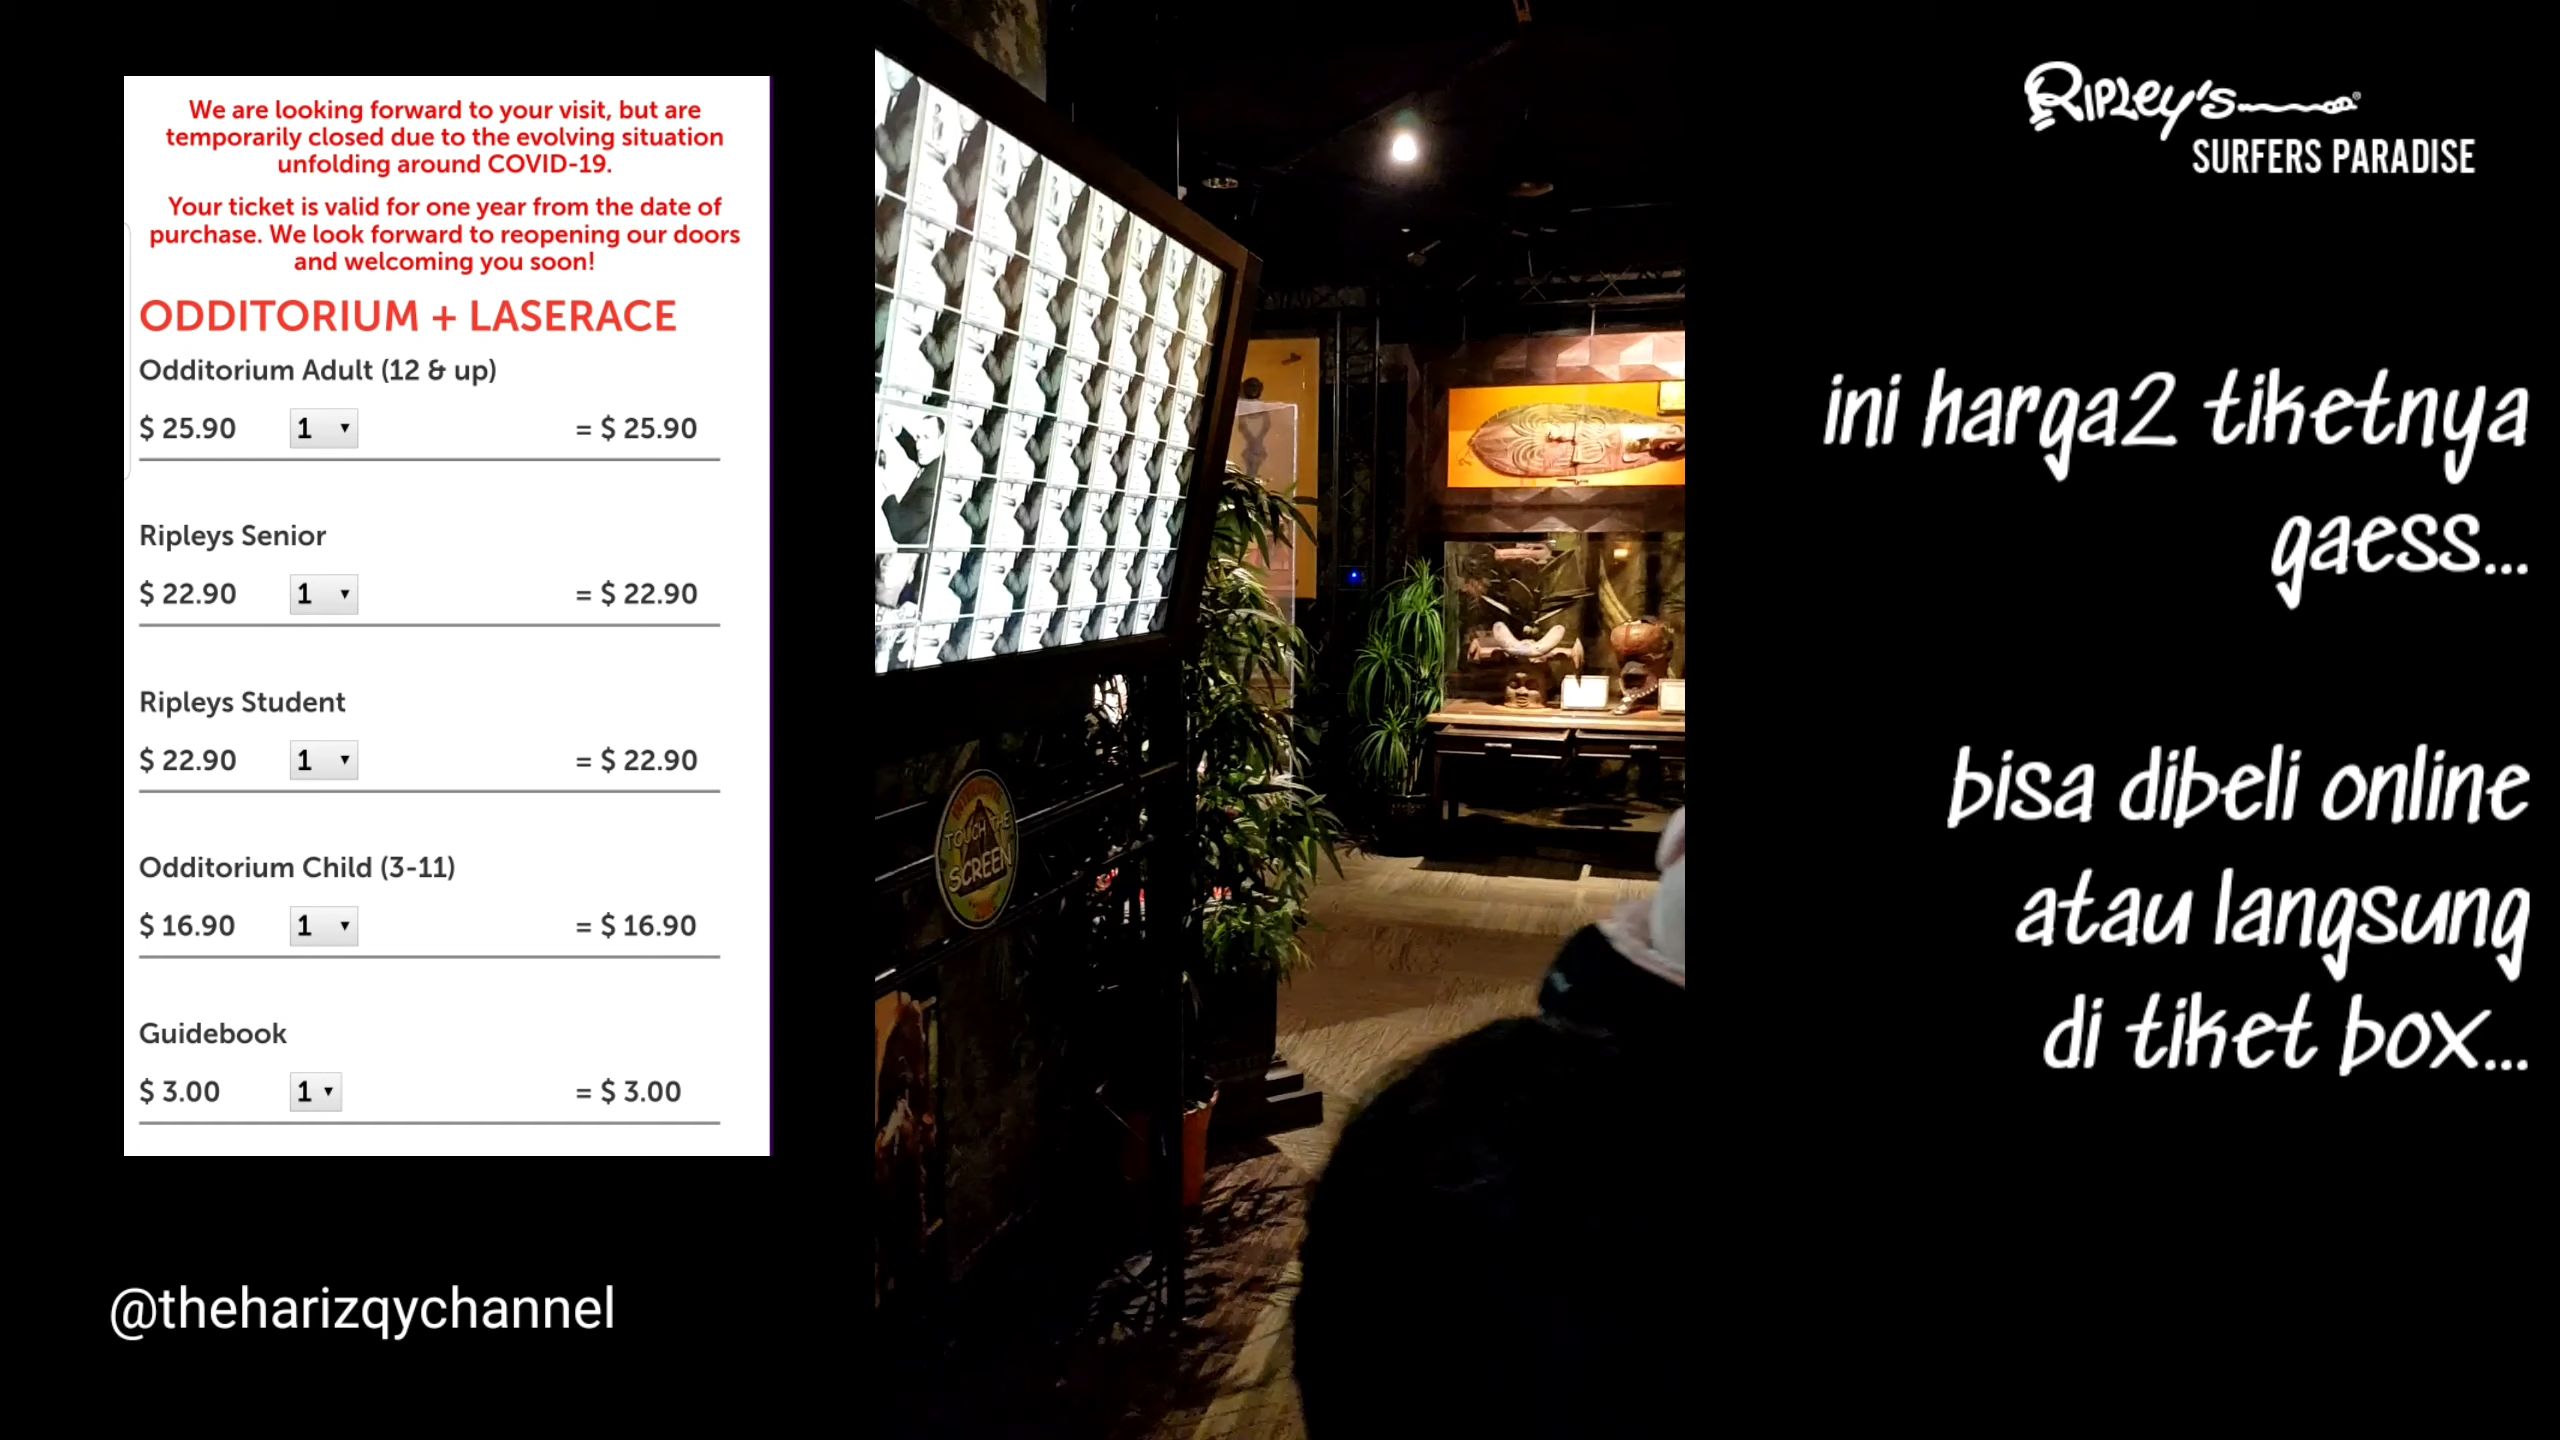 We are looking forward to your visit, but are
temporarily closed due to the evolving situation
unfolding around COVID-19.
Your ticket is valid for one year from the date of
purchase. We look forward to reopening our doors
and welcoming you soon!
ODDITORIUM + LASERACE
Odditorium Adult (12 & up)
$ 25.90 1 = $ 25.90
Ripleys Senior
$ 22.90 1 = $ 22.90
Ripleys Student
$ 22.90 1 = $ 22.90
Odditorium Child (3-11)
$ 16.90 1 = $ 16.90
Guidebook
$ 3.00 1 = $ 3.00
@theharizqychannel
TOUCH THE
SCREEN
RIPLEY'S
SURFERS PARADISE
ini harga2 tiketnya
gaess...
bisa dibeli online
atau langsung
di tiket box...